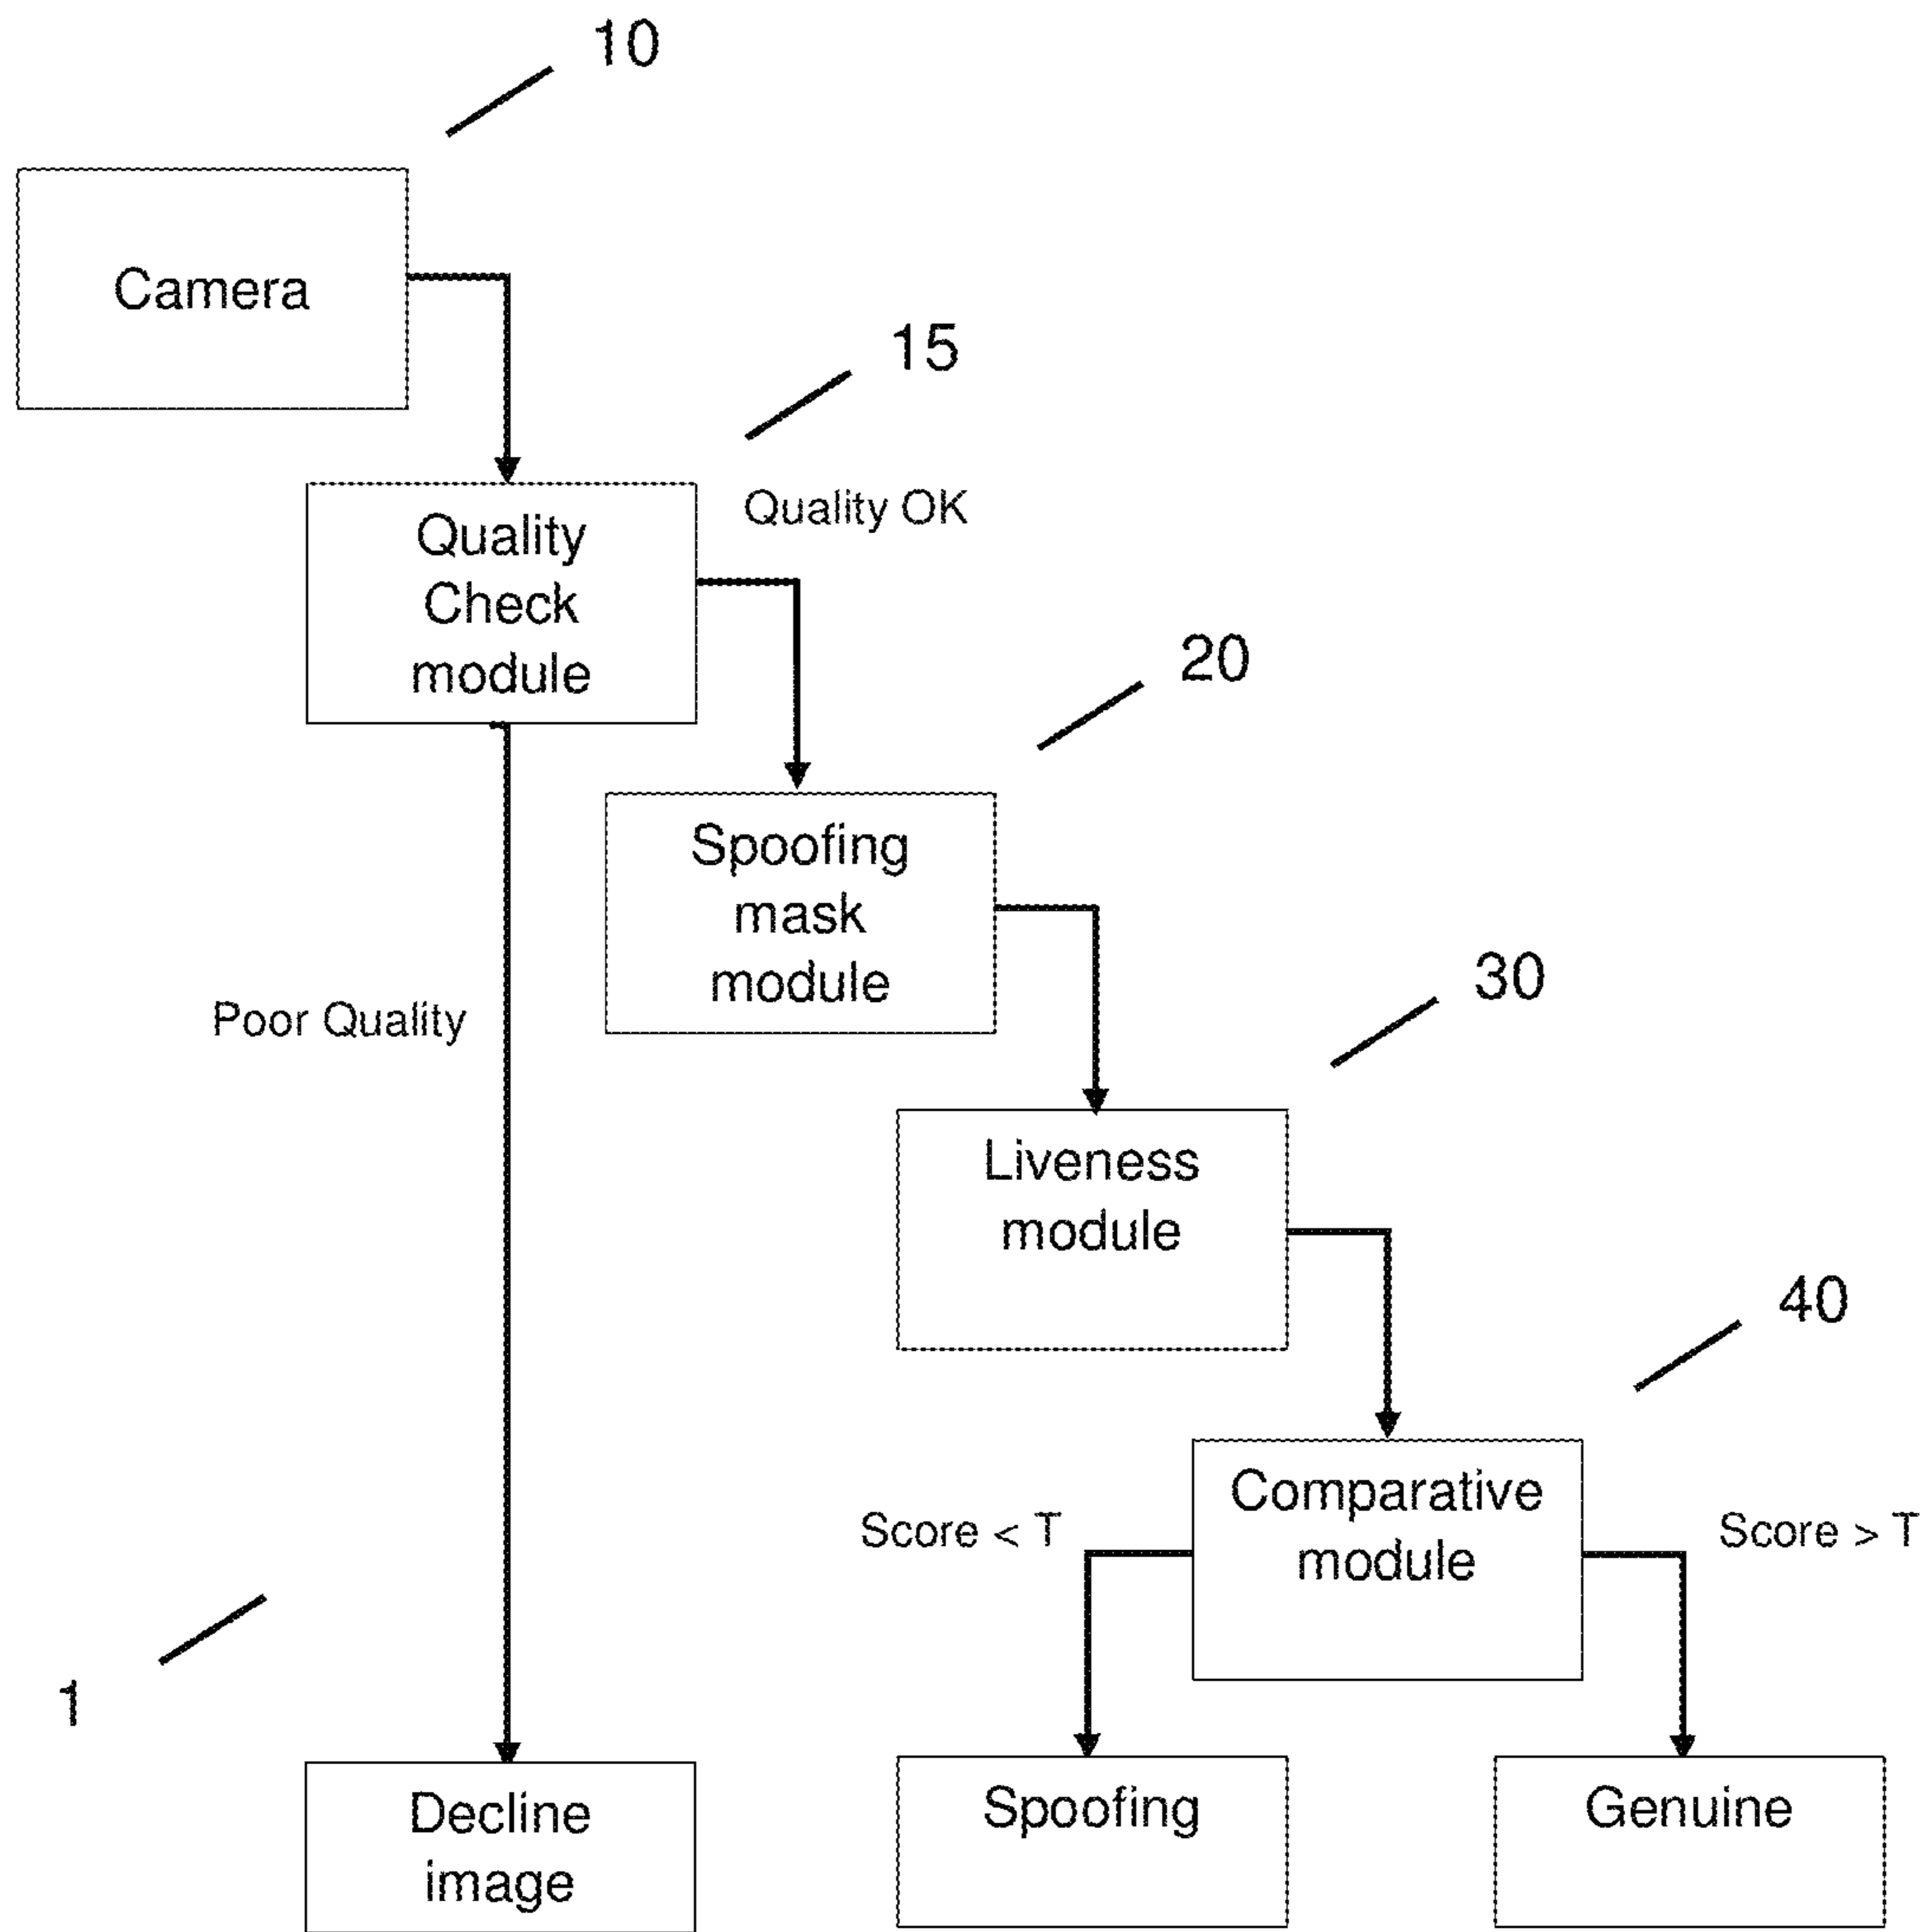 10
Camera
15
Quality OK
Quality
Check
module
20
Spoofing
mask
module
30
Poor Quality
Liveness
module
40
Comparative
module
Score < T
Score > T
1
Decline
image
Spoofing
Genuine